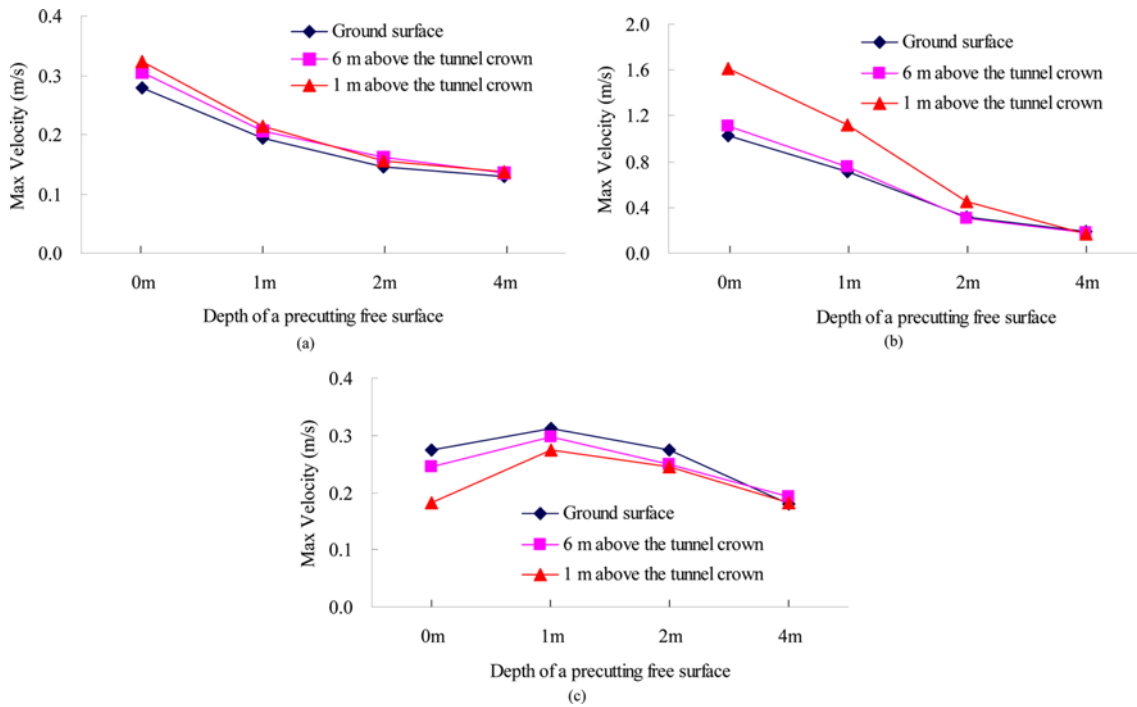 0.4
0.3
0.2
0.1
0.0
Max Velocity (m/s)
Ground surface
6 m above the tunnel crown
1 m above the tunnel crown
0m 1m 2m 4m
Depth of a precutting free surface
(a)
2.0
1.6
1.2
0.8
0.4
0.0
Max Velocity (m/s)
Ground surface
6 m above the tunnel crown
1 m above the tunnel crown
0m 1m 2m 4m
Depth of a precutting free surface
(b)
0.4
0.3
0.2
0.1
0.0
Max Velocity (m/s)
Ground surface
6 m above the tunnel crown
1 m above the tunnel crown
0m 1m 2m 4m
Depth of a precutting free surface
(c)